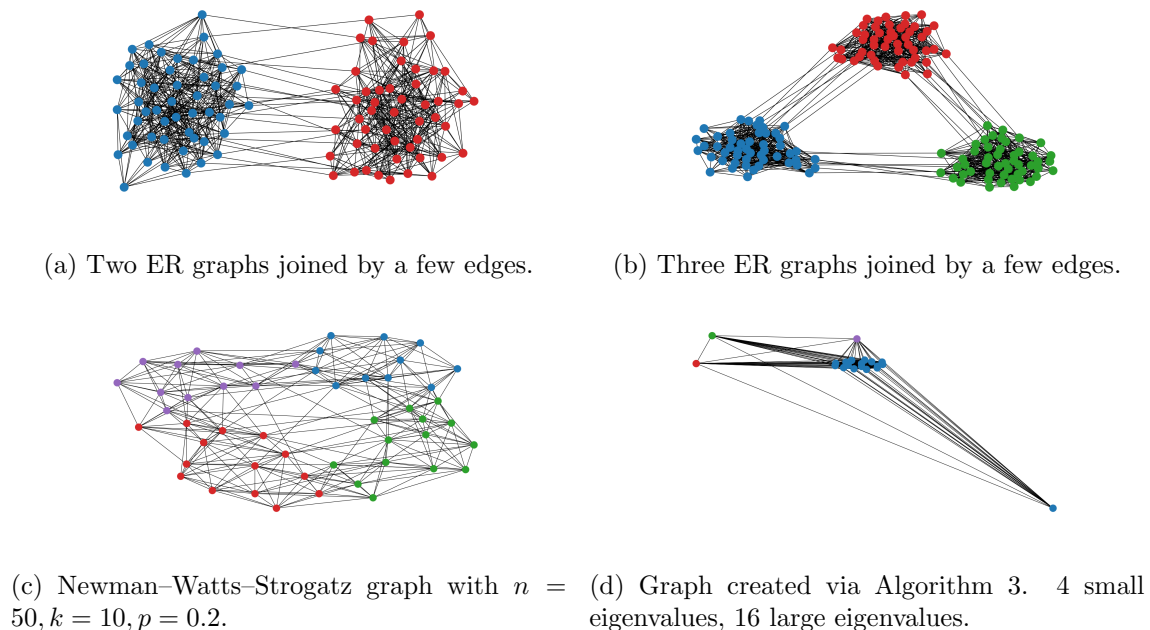 (a) Two ER graphs joined by a few edges.
(b) Three ER graphs joined by a few edges.
(c) Newman–Watts–Strogatz graph with n =
50, k = 10, p = 0.2.
(d) Graph created via Algorithm 3. 4 small
eigenvalues, 16 large eigenvalues.